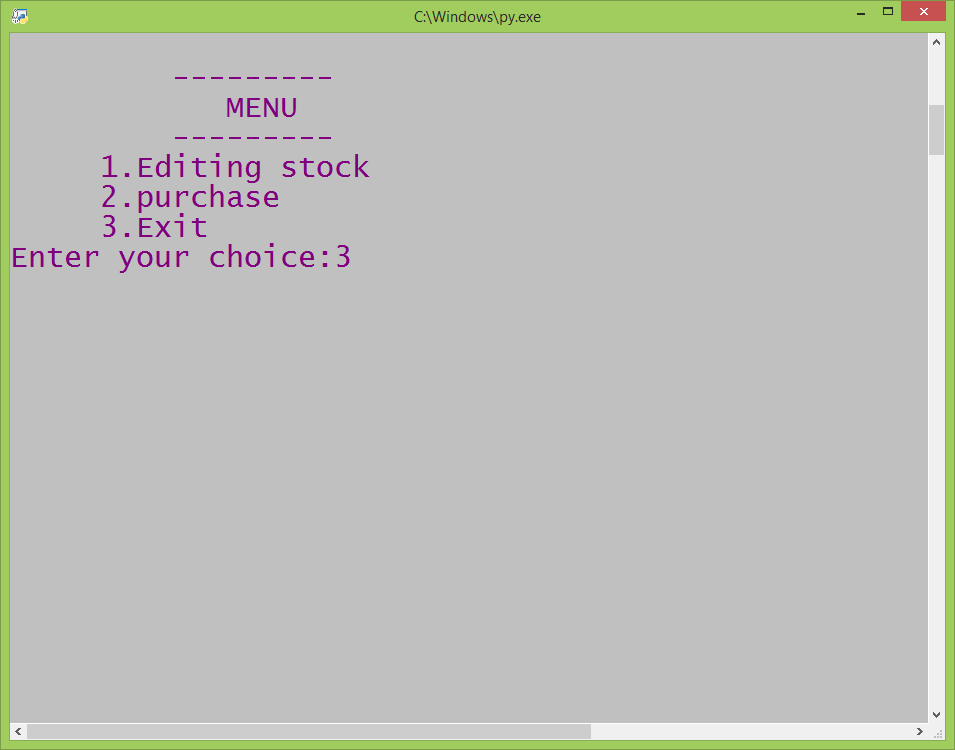 C:\Windows\py.exe
---------
MENU
---------
1.Editing stock
2.purchase
3.Exit
Enter your choice:3